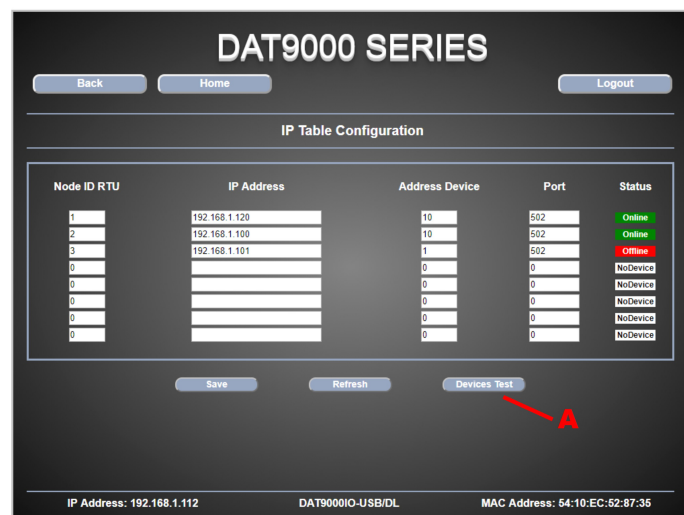 DAT9000 SERIES
Back Home Logout
IP Table Configuration
Node ID RTU IP Address Address Device Port Status
1 192.168.1.120 10 502 Online
2 192.168.1.100 10 502 Online
3 192.168.1.101 1 502 Offline
0 0 0 NoDevice
0 0 0 NoDevice
0 0 0 NoDevice
0 0 0 NoDevice
0 0 0 NoDevice
Save Refresh Devices Test
A
IP Address: 192.168.1.112 DAT9000IO-USB/DL MAC Address: 54:10:EC:52:87:35